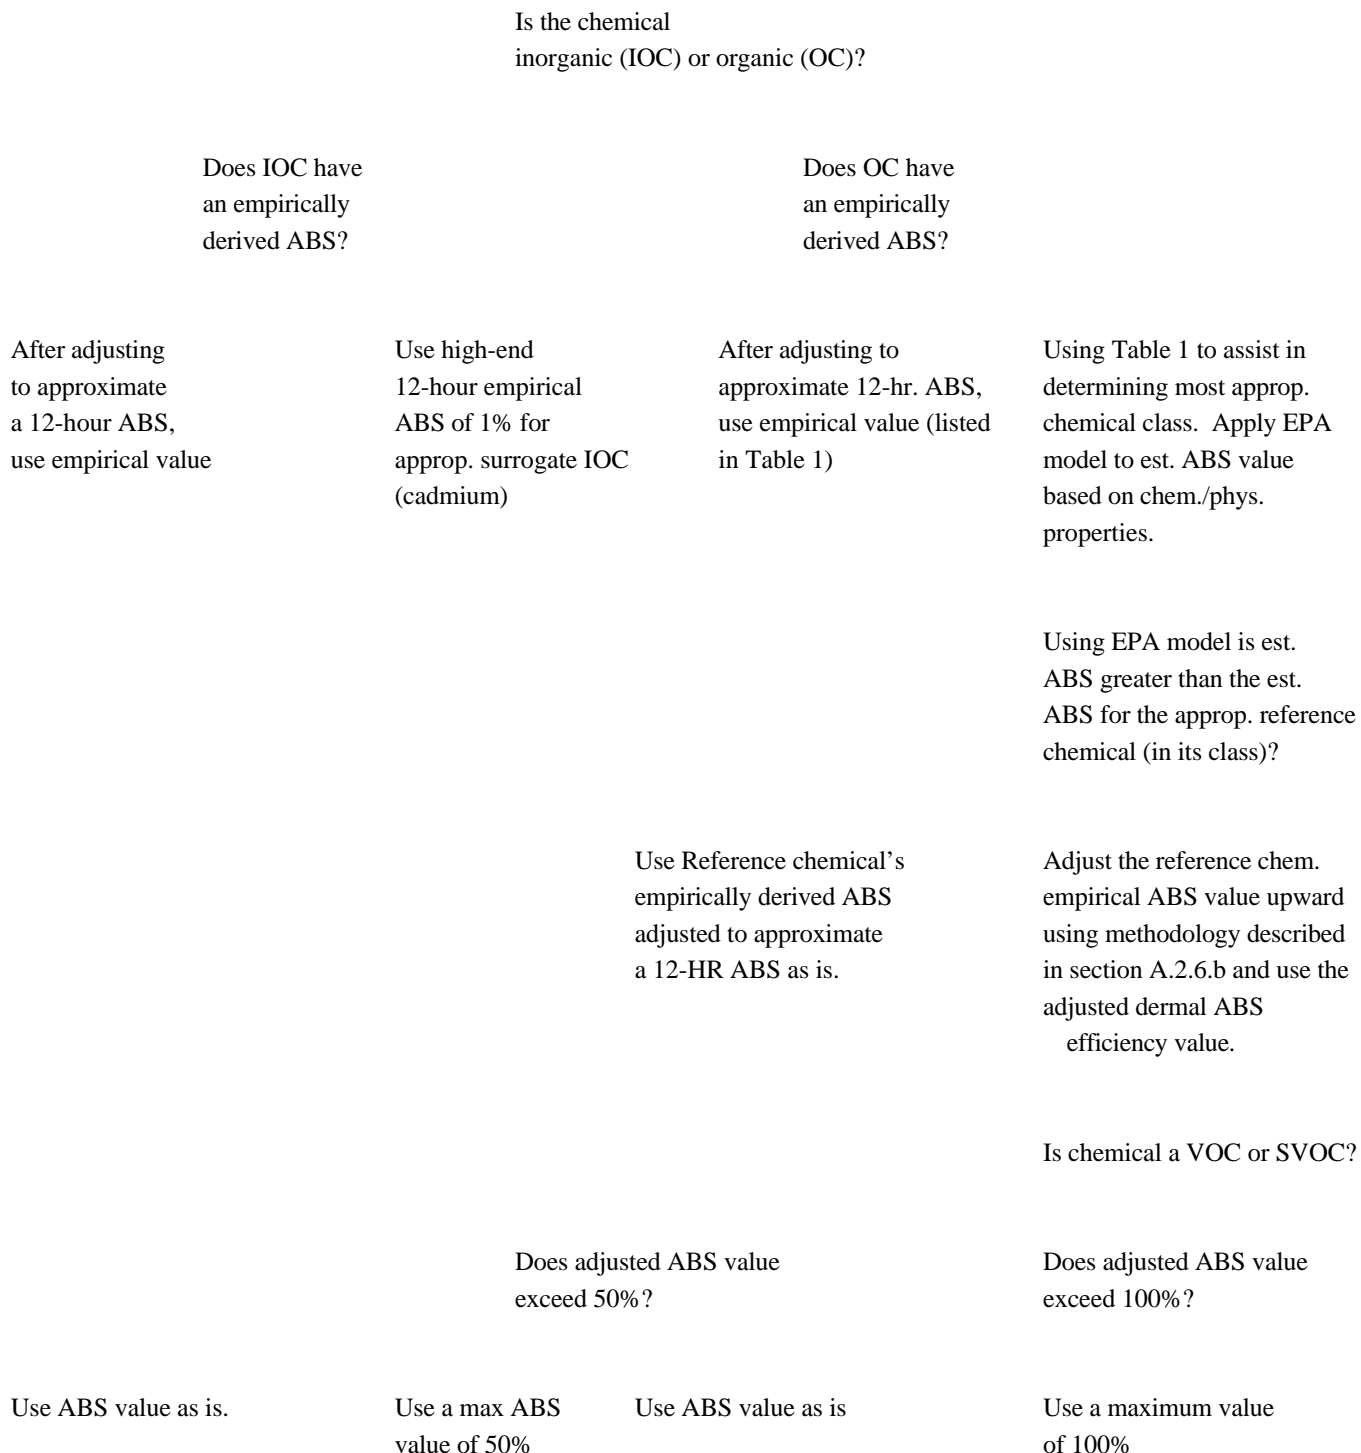 Is the chemical
inorganic (IOC) or organic (OC)?
Does IOC have
an empirically
derived ABS?
Does OC have
an empirically
derived ABS?
After adjusting
to approximate
a 12-hour ABS,
use empirical value
Use high-end
12-hour empirical
ABS of 1% for
approp. surrogate IOC
(cadmium)
After adjusting to
approximate 12-hr. ABS,
use empirical value (listed
in Table 1)
Using Table 1 to assist in
determining most approp.
chemical class.  Apply EPA
model to est. ABS value
based on chem./phys.
properties.
Using EPA model is est.
ABS greater than the est.
ABS for the approp. reference
chemical (in its class)?
Use Reference chemical’s
empirically derived ABS
adjusted to approximate
a 12-HR ABS as is.
Adjust the reference chem.
empirical ABS value upward
using methodology described
in section A.2.6.b and use the
adjusted dermal ABS
efficiency value.
Is chemical a VOC or SVOC?
Does adjusted ABS value
exceed 50%?
Does adjusted ABS value
exceed 100%?
Use ABS value as is.
Use a max ABS
value of 50%
Use ABS value as is
Use a maximum value
of 100%